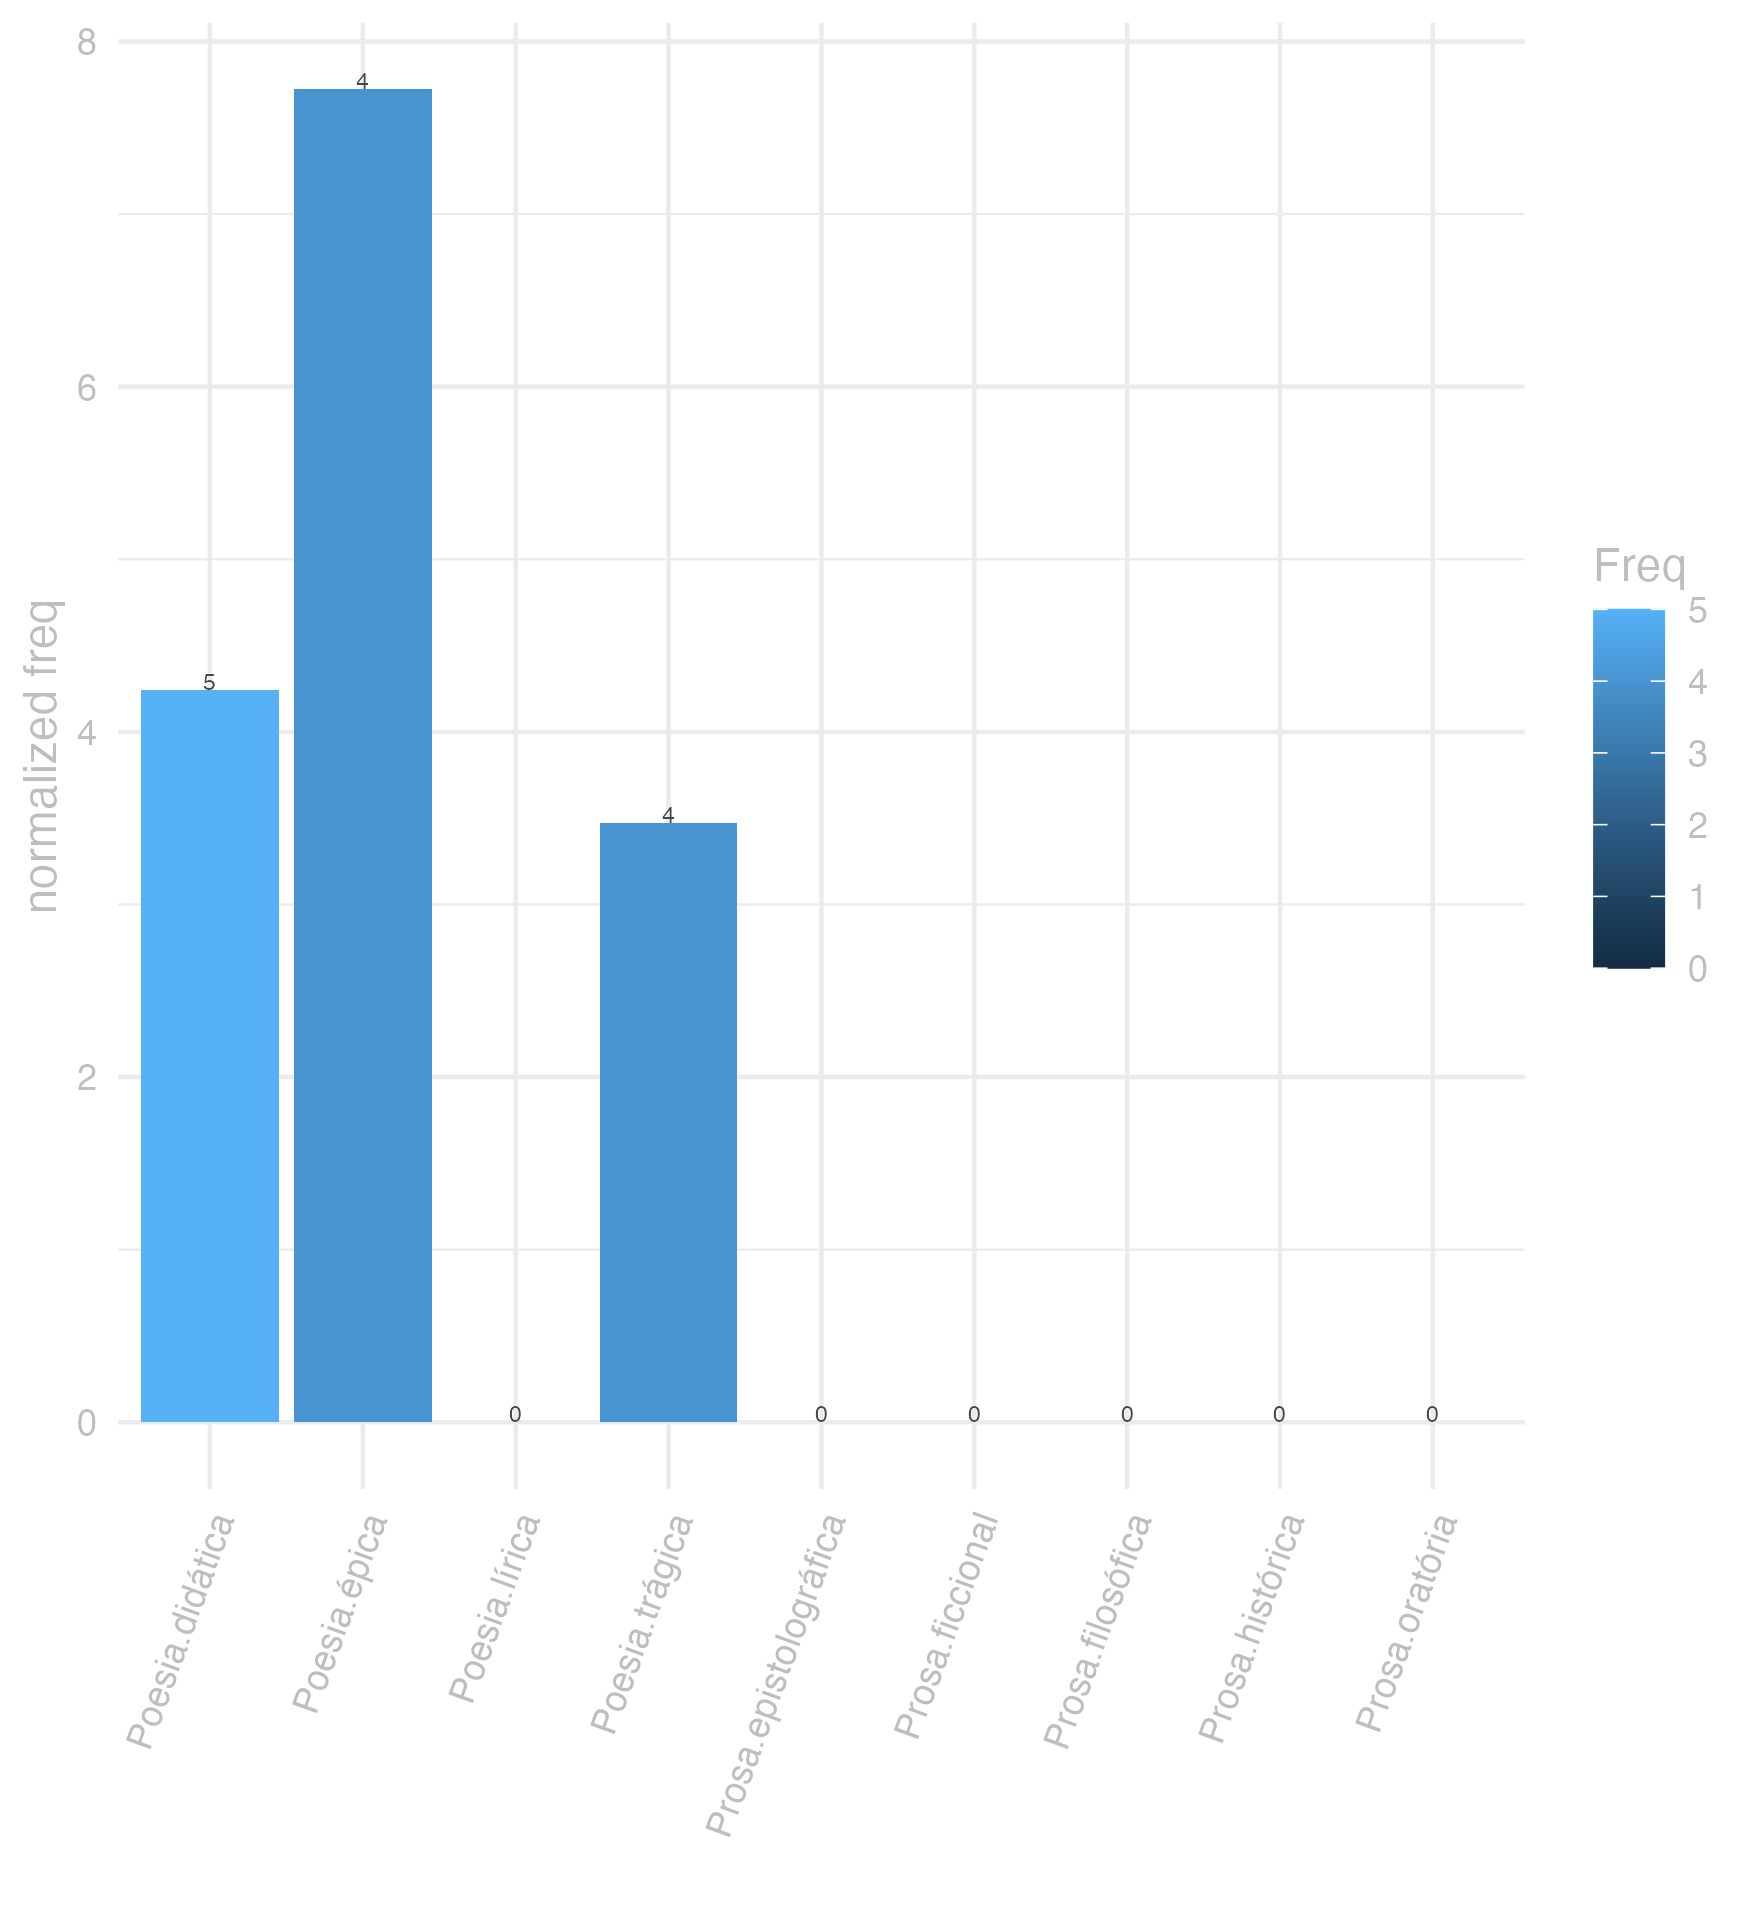 normalized freq
8
6
4
2
0
5
4
0
4
0
0
0
0
0
Poesia.didática
Poesia.épica
Poesia.lírica
Poesia.trágica
Prosa.epistolográfica
Prosa.ficcional
Prosa.filosófica
Prosa.histórica
Prosa.oratória
Freq
5
4
3
2
1
0